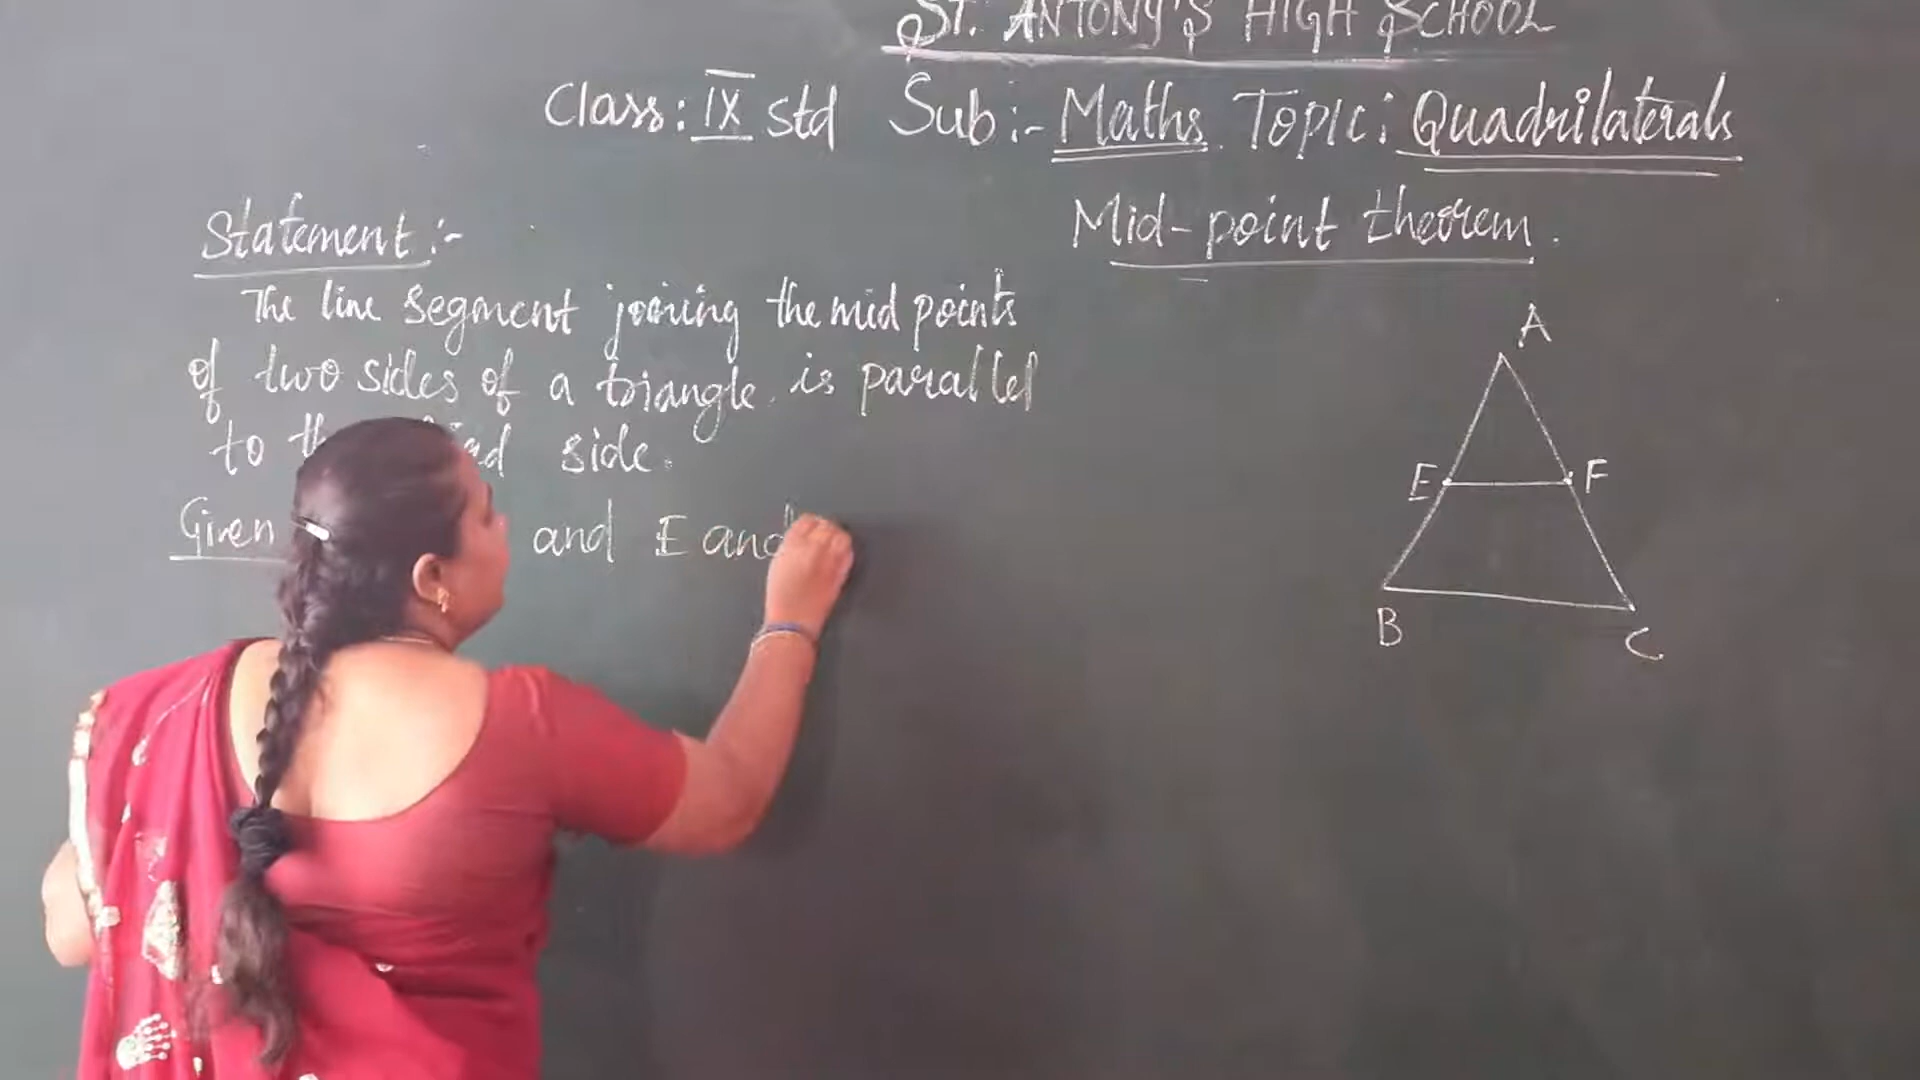 ST. ANTONY'S HIGH SCHOOL
Class: IX std Sub:- Maths Topic: Quadrilaterals
Mid-point theorem.
Statement:-
The line segment joining the mid points
of two sides of a triangle is parallel
to side.
Given and E and
A
E F
B
C